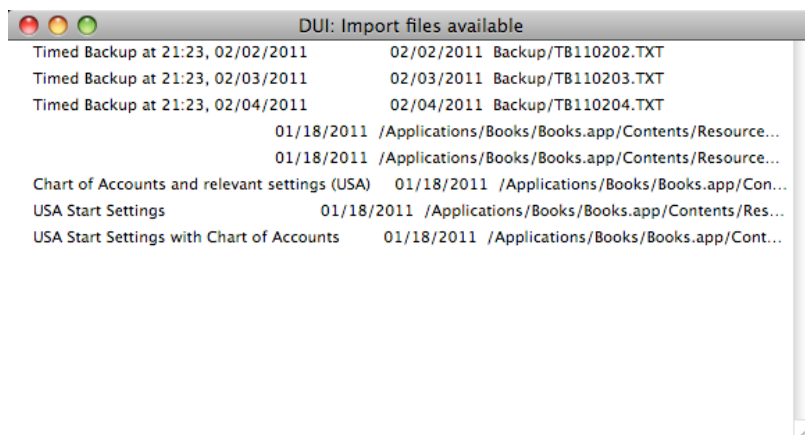 DUI: Import files available
Timed Backup at 21:23, 02/02/2011 02/02/2011 Backup/TB110202.TXT
Timed Backup at 21:23, 02/03/2011 02/03/2011 Backup/TB110203.TXT
Timed Backup at 21:23, 02/04/2011 02/04/2011 Backup/TB110204.TXT
01/18/2011 /Applications/Books/Books.app/Contents/Resource...
01/18/2011 /Applications/Books/Books.app/Contents/Resource...
Chart of Accounts and relevant settings (USA) 01/18/2011 /Applications/Books/Books.app/Con...
USA Start Settings 01/18/2011 /Applications/Books/Books.app/Contents/Res...
USA Start Settings with Chart of Accounts 01/18/2011 /Applications/Books/Books.app/Cont...